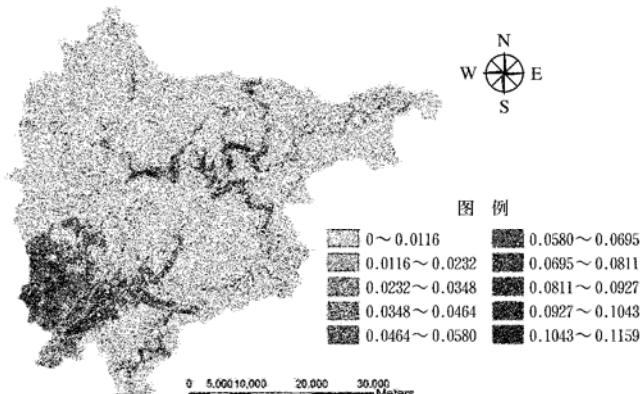 N
W E
S
图 例
0～0.0116 0.0580～0.0695
0.0116～0.0232 0.0695～0.0811
0.0232～0.0348 0.0811～0.0927
0.0348～0.0464 0.0927～0.1043
0.0464～0.0580 0.1043～0.1159
0 5,000 10,000 20,000 30,000
Meters